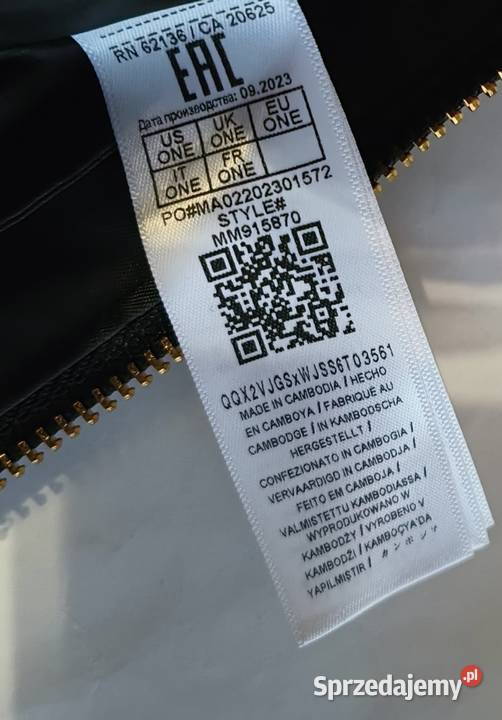 RN 62136 / CA 20625
EAC
Дата производства: 09.2023
US ONE UK ONE EU ONE
IT ONE FR ONE
PO#MA02202301572
STYLE#
MM915870
QQX2VJGSxWJSS6T03561
MADE IN CAMBODIA / HECHO
EN CAMBOYA / FABRIQUÉ AU
CAMBODGE / IN KAMBODSCHA
HERGESTELLT /
CONFEZIONATO IN CAMBOGIA /
VERVAARDIGD IN CAMBODJA /
FEITO EM CAMBOJA /
VALMISTETTU KAMBODIASSA /
WYPRODUKOWANO W
KAMBODŻY / VYROBENO V
KAMBODŽI / KAMBOÇYA'DA
YAPILMIŞTIR / カンボジア
Sprzedajemy.pl